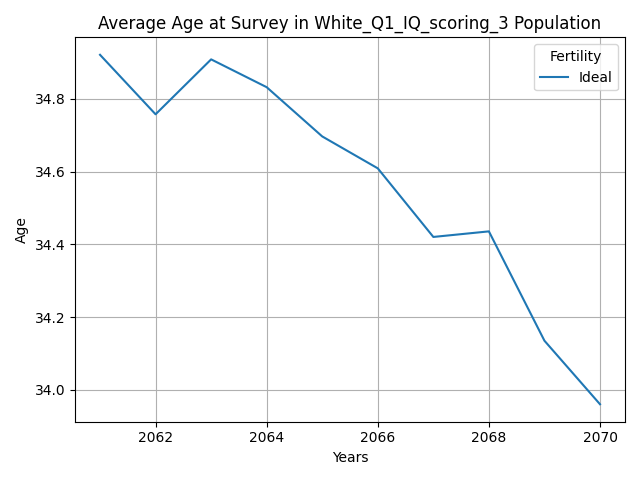 Average Age at Survey in White_Q1_IQ_scoring_3 Population
Fertility
Ideal
34.8
34.6
34.4
34.2
34.0
Age
2062 2064 2066 2068 2070
Years